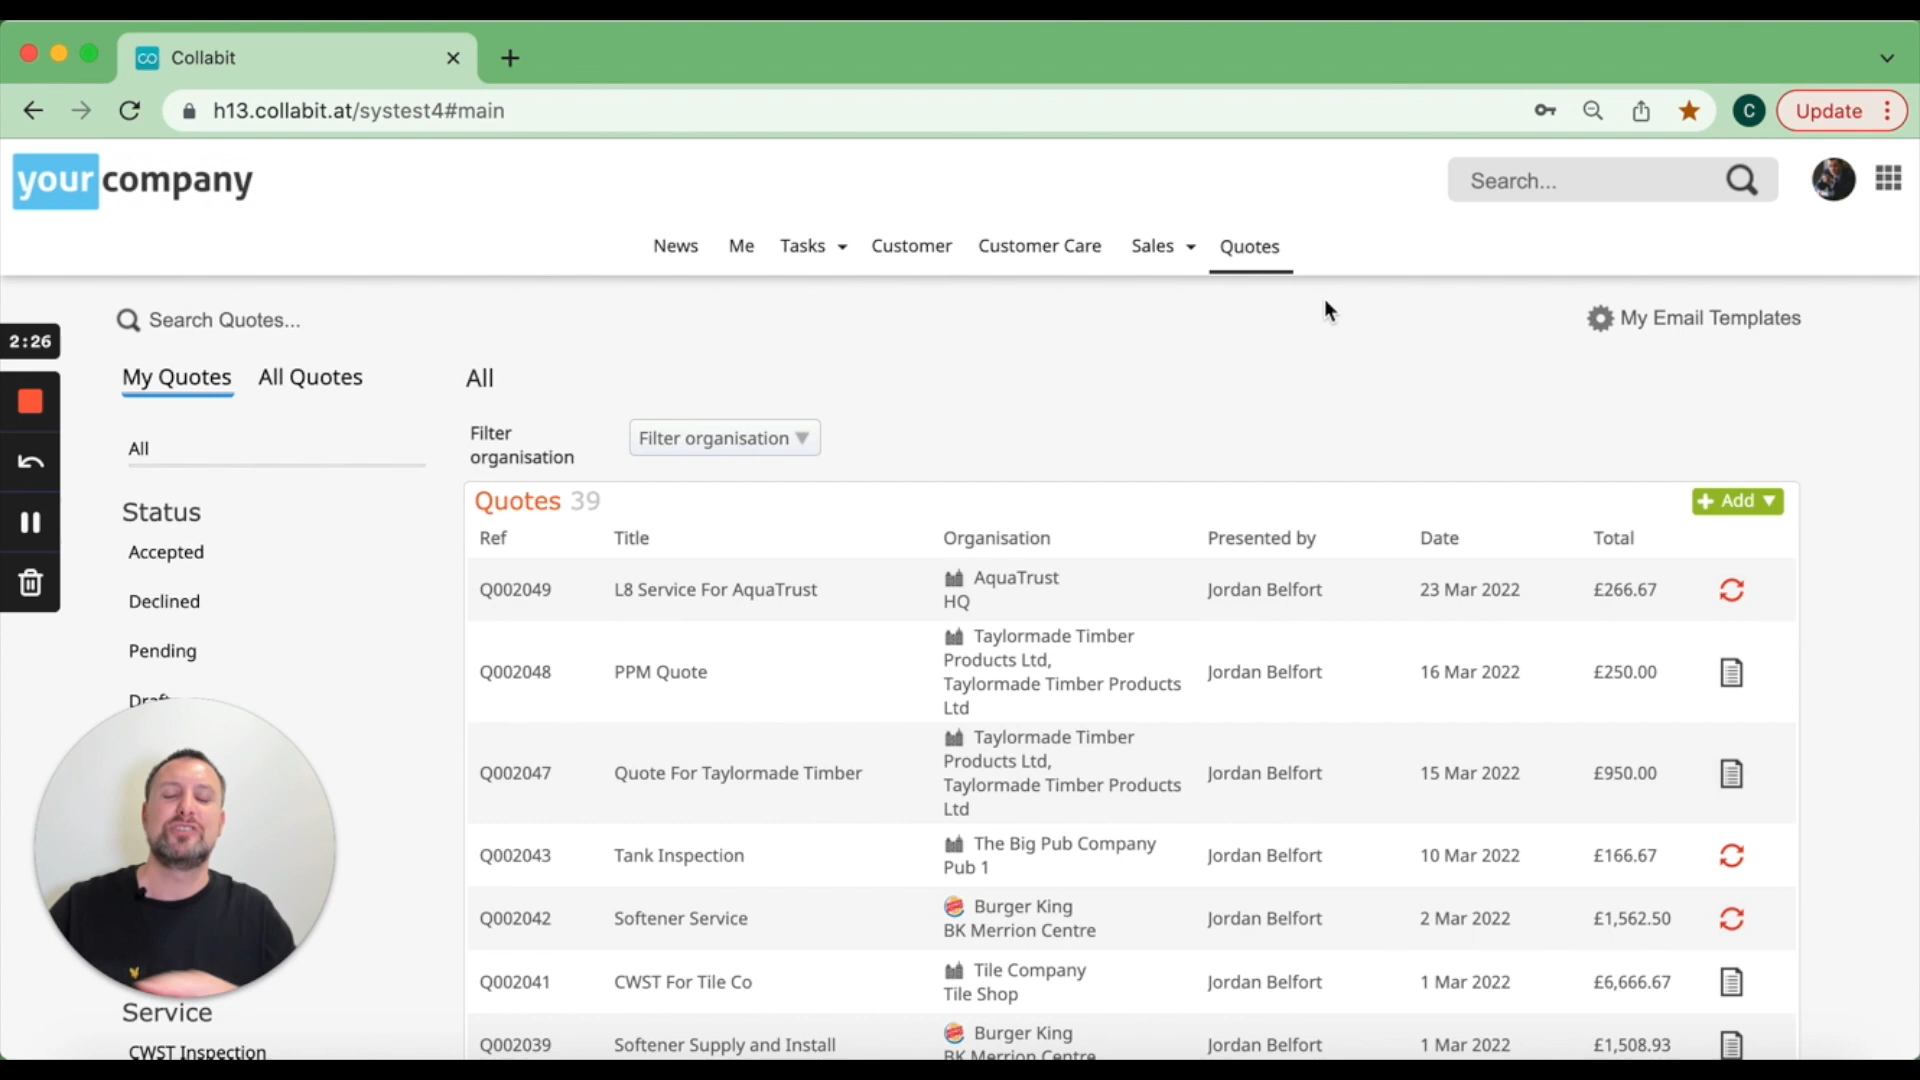 CO Collabit
h13.collabit.at/systest4#main
C
Update
yourcompany
Search...
News Me Tasks Customer Customer Care Sales Quotes
Search Quotes...
My Email Templates
2:26
My Quotes All Quotes
All
Filter organisation
Filter organisation
All
Status
Accepted
Declined
Pending
Service
CWST Inspection
Quotes 39
Add
Ref Title Organisation Presented by Date Total
Q002049 L8 Service For AquaTrust AquaTrust HQ Jordan Belfort 23 Mar 2022 £266.67
Q002048 PPM Quote Taylormade Timber Products Ltd, Taylormade Timber Products Ltd Jordan Belfort 16 Mar 2022 £250.00
Q002047 Quote For Taylormade Timber Taylormade Timber Products Ltd, Taylormade Timber Products Ltd Jordan Belfort 15 Mar 2022 £950.00
Q002043 Tank Inspection The Big Pub Company Pub 1 Jordan Belfort 10 Mar 2022 £166.67
Q002042 Softener Service Burger King BK Merrion Centre Jordan Belfort 2 Mar 2022 £1,562.50
Q002041 CWST For Tile Co Tile Company Tile Shop Jordan Belfort 1 Mar 2022 £6,666.67
Q002039 Softener Supply and Install Burger King BK Merrion Centre Jordan Belfort 1 Mar 2022 £1,508.93